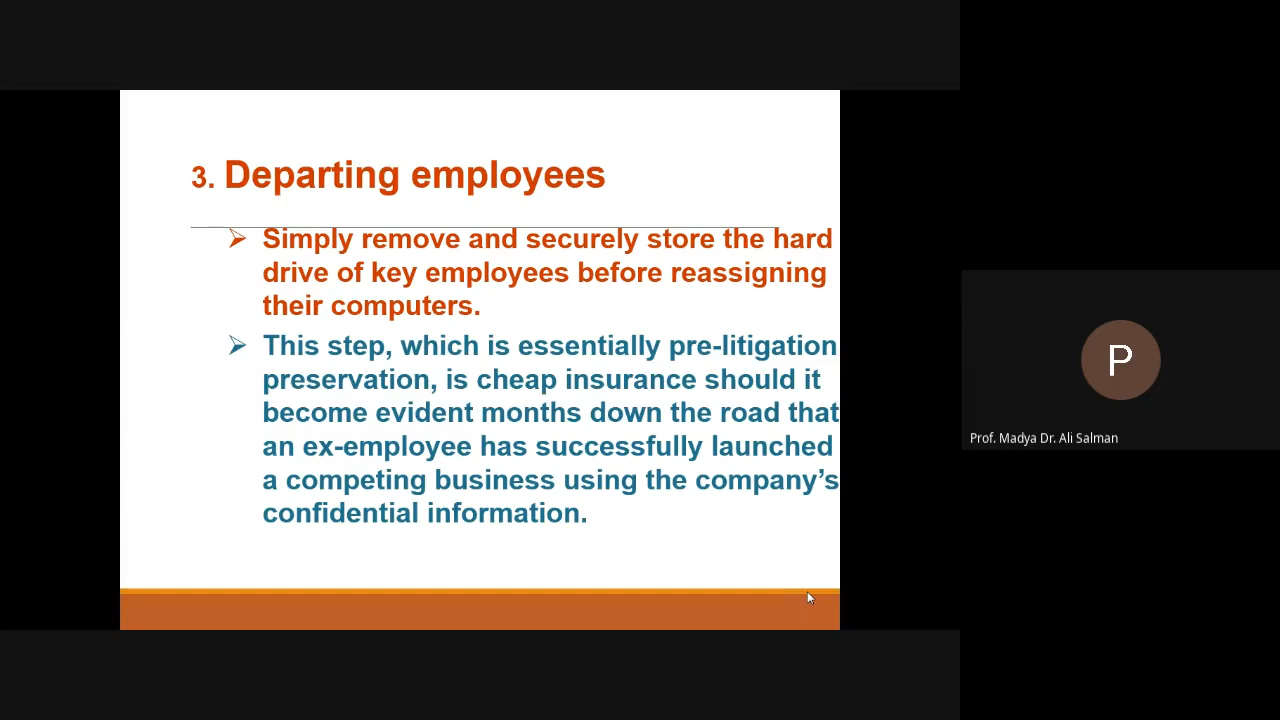 3. Departing employees
Simply remove and securely store the hard
drive of key employees before reassigning
their computers.
This step, which is essentially pre-litigation
preservation, is cheap insurance should it
become evident months down the road that
an ex-employee has successfully launched
a competing business using the company’s
confidential information.
P
Prof. Madya Dr. Ali Salman